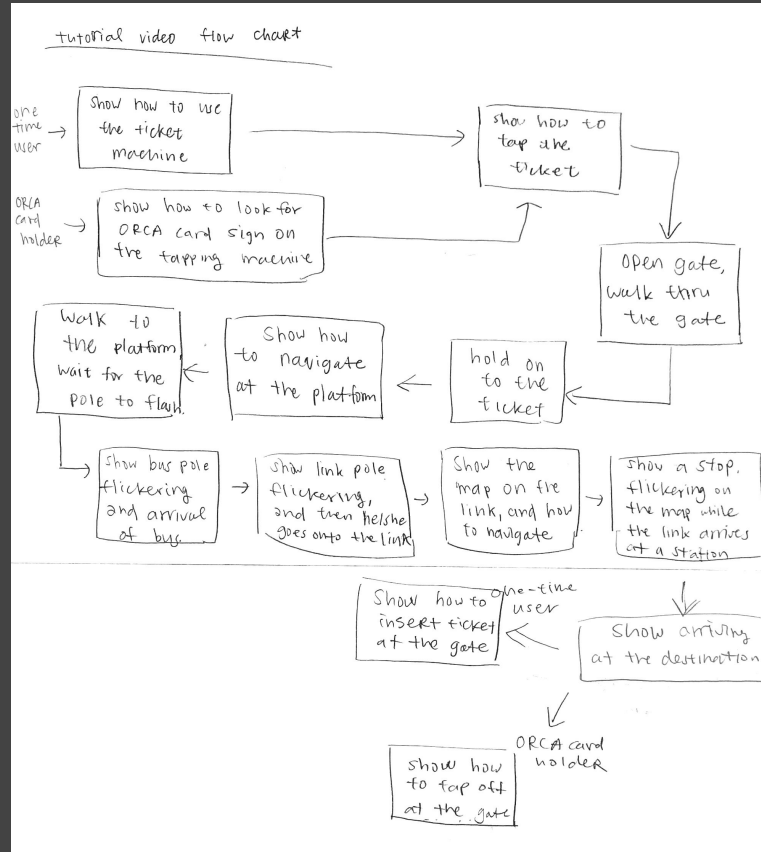 tutorial video flow chart
one
time
user
show how to use
the ticket
machine
show how to
tap the
ticket
ORCA
card
holder
show how to look for
ORCA card sign on
the tapping machine
open gate,
walk thru
the gate
hold on
to the
ticket
Show how
to navigate
at the platform
Walk to
the platform
wait for the
pole to flash.
show bus pole
flickering
and arrival
of bus.
show link pole
flickering,
and then he/she
goes onto the link
Show the
map on the
link, and how
to navigate
show a stop,
flickering on
the map while
the link arrives
at a station
show arriving
at the destination
one-time
user
Show how to
insert ticket
at the gate
ORCA card
holder
show how
to tap off
at the gate